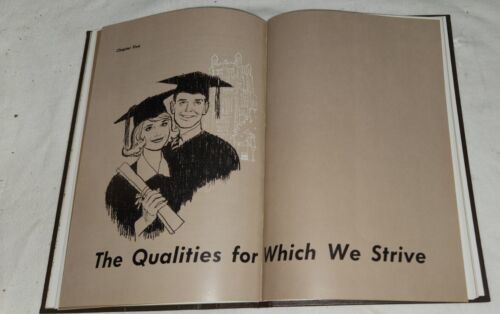 Chapter Five
The Qualities for Which We Strive